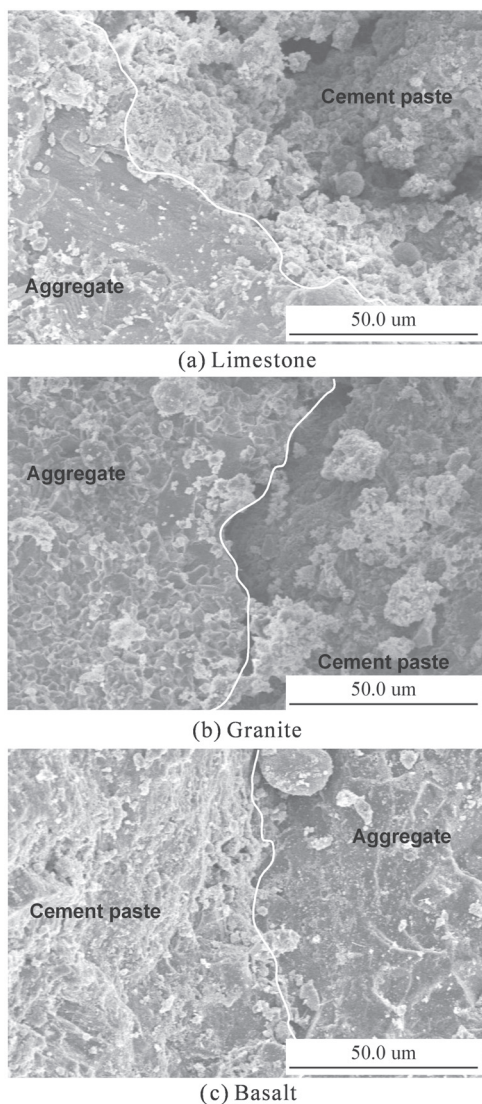 Cement paste
Aggregate
50.0 um
(a) Limestone
Aggregate
Cement paste
50.0 um
(b) Granite
Aggregate
Cement paste
50.0 um
(c) Basalt